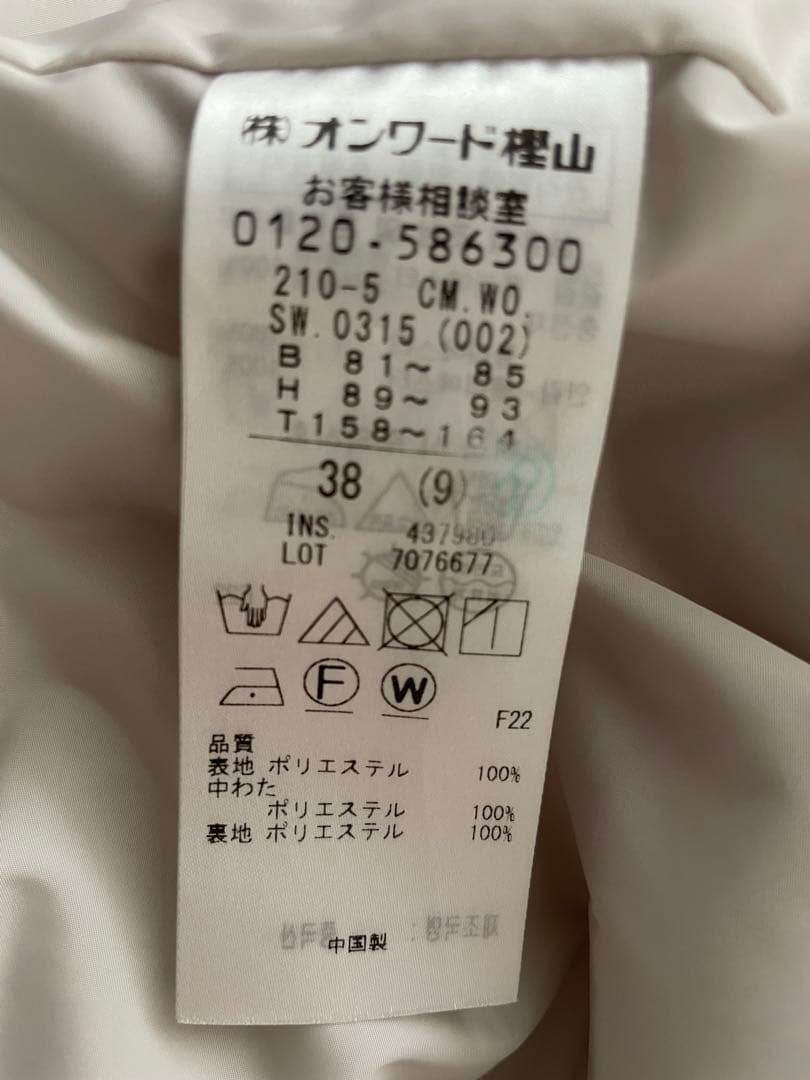 (株)オンワード樫山
お客様相談室
0120-586300
210-5 CM.WO.
SW.0315(002)
B 81~ 85
H 89~ 93
T158~164
38 (9)
INS. 437980
LOT 7076677
F
W
F22
品質
表地 ポリエステル 100%
中わた
ポリエステル 100%
裏地 ポリエステル 100%
中国製